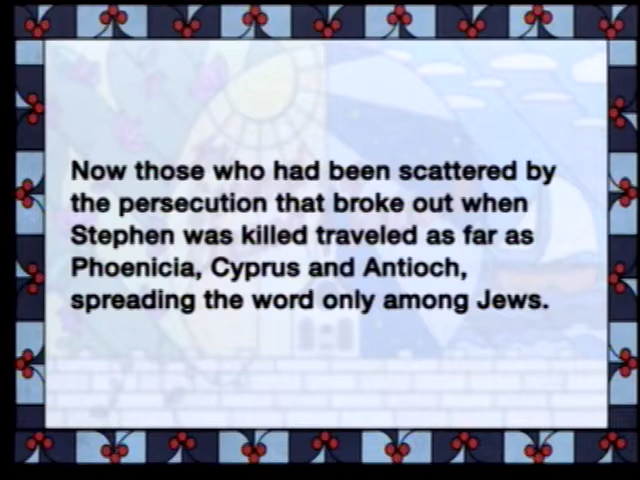 Now those who had been scattered by
the persecution that broke out when
Stephen was killed traveled as far as
Phoenicia, Cyprus and Antioch,
spreading the word only among Jews.